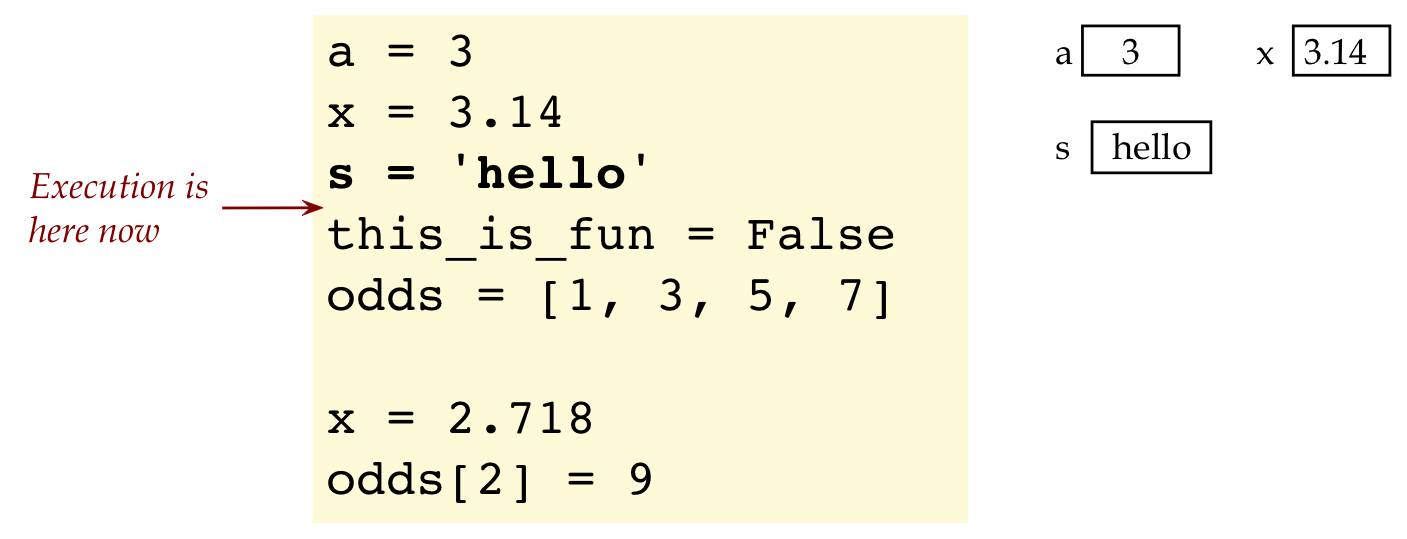 a = 3
x = 3.14
s = 'hello'
this_is_fun = False
odds = [1, 3, 5, 7]
x = 2.718
odds[2] = 9
Execution is
here now
a 3 x 3.14
s hello